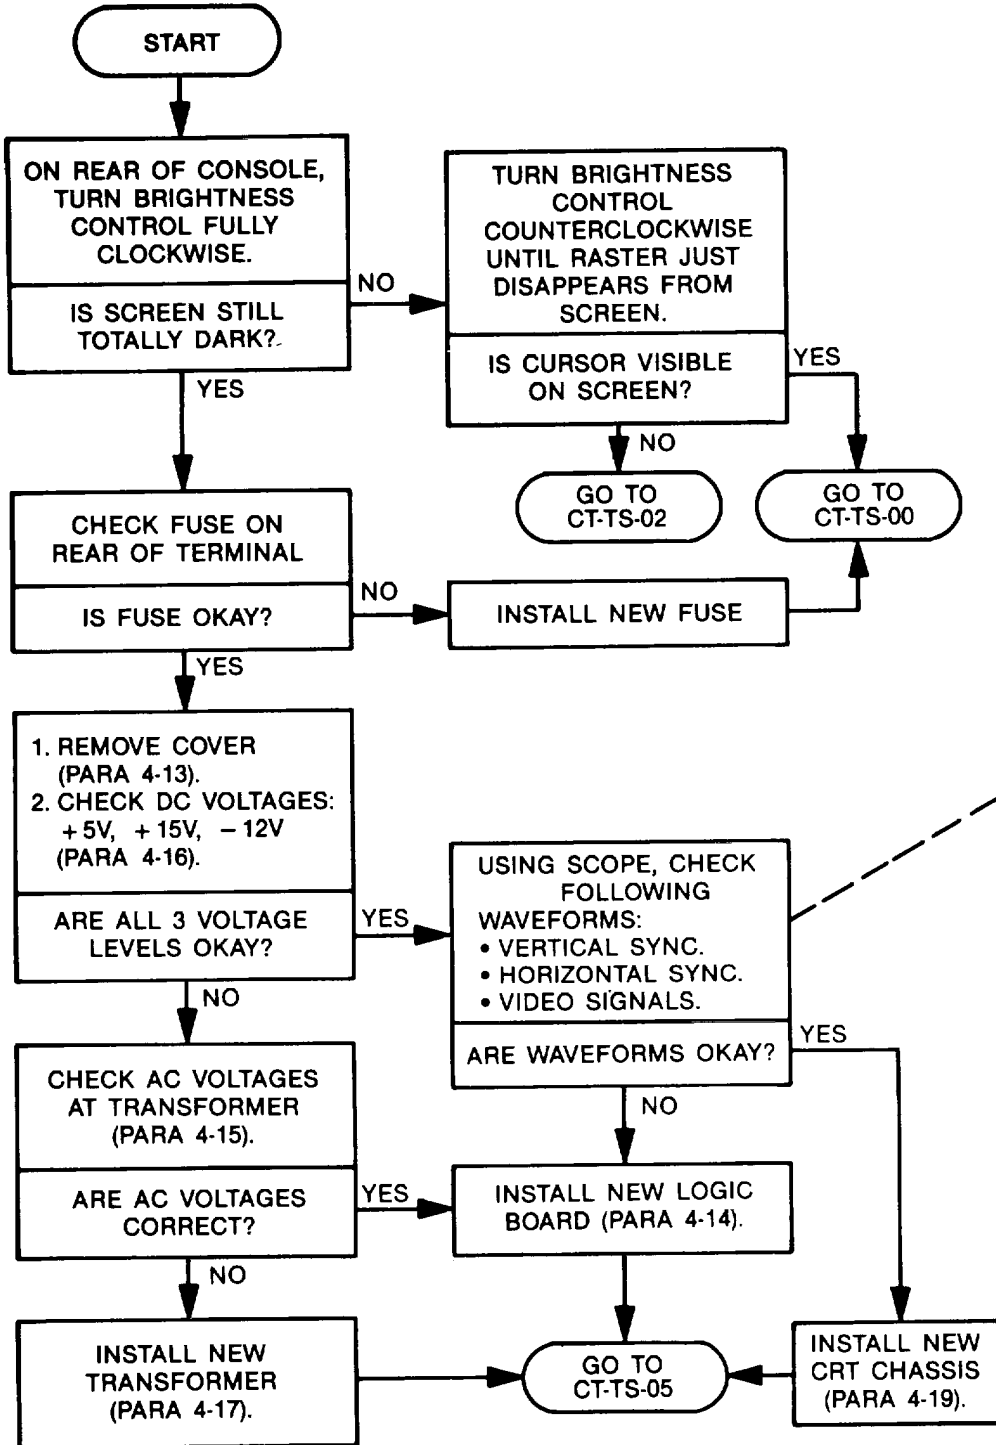 START
ON REAR OF CONSOLE,
TURN BRIGHTNESS
CONTROL FULLY
CLOCKWISE.
IS SCREEN STILL
TOTALLY DARK?
NO
YES
TURN BRIGHTNESS
CONTROL
COUNTERCLOCKWISE
UNTIL RASTER JUST
DISAPPEARS FROM
SCREEN.
IS CURSOR VISIBLE
ON SCREEN?
YES
NO
GO TO
CT-TS-02
GO TO
CT-TS-00
CHECK FUSE ON
REAR OF TERMINAL
IS FUSE OKAY?
NO
INSTALL NEW FUSE
YES
1. REMOVE COVER
(PARA 4-13).
2. CHECK DC VOLTAGES:
+5V, +15V, −12V
(PARA 4-16).
ARE ALL 3 VOLTAGE
LEVELS OKAY?
YES
NO
USING SCOPE, CHECK
FOLLOWING
WAVEFORMS:
• VERTICAL SYNC.
• HORIZONTAL SYNC.
• VIDEO SIGNALS.
ARE WAVEFORMS OKAY?
YES
NO
CHECK AC VOLTAGES
AT TRANSFORMER
(PARA 4-15).
ARE AC VOLTAGES
CORRECT?
YES
NO
INSTALL NEW LOGIC
BOARD (PARA 4-14).
INSTALL NEW
TRANSFORMER
(PARA 4-17).
GO TO
CT-TS-05
INSTALL NEW
CRT CHASSIS
(PARA 4-19).